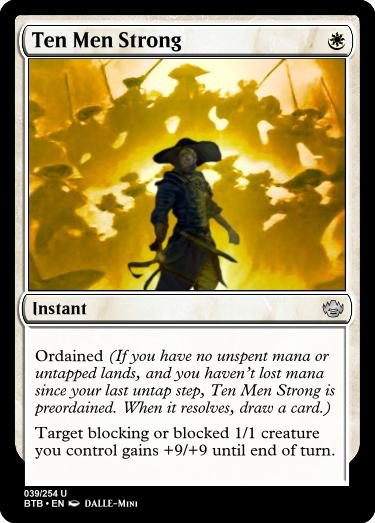 Ten Men Strong
Instant
Ordained (If you have no unspent mana or
untapped lands, and you haven't lost mana
since your last untap step, Ten Men Strong is
preordained. When it resolves, draw a card.)
Target blocking or blocked 1/1 creature
you control gains +9/+9 until end of turn.
039/254 U
BTB • EN DALLE-Mini